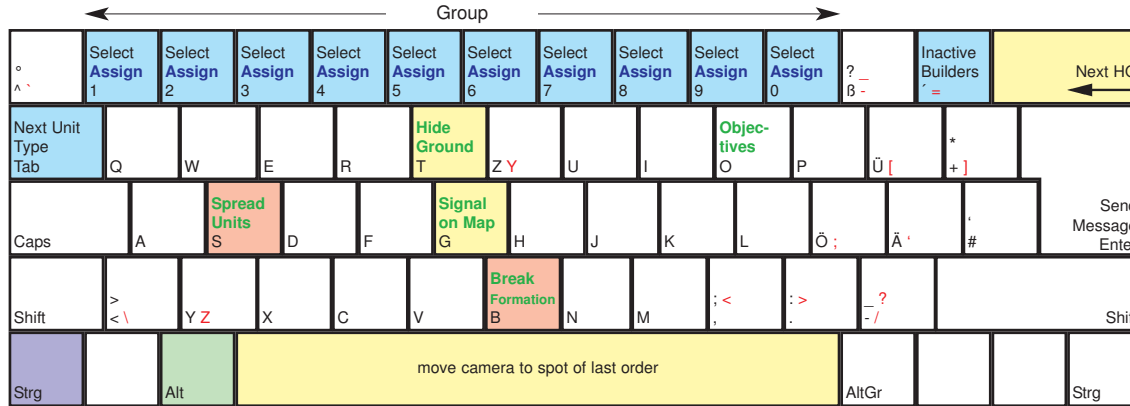 Group
Select Select Select Select Select Select Select Select Select Select Inactive
° Assign Assign Assign Assign Assign Assign Assign Assign Assign Assign ? _ Builders Next HQ
^ ` 1 2 3 4 5 6 7 8 9 0 ß - ´ =
Next Unit Hide Objec-
Type Ground tives *
Tab Q W E R T Z Y U I O P Ü [ + ]
Spread Signal ‘ Send
Units on Map Message
Caps A S D F G H J K L Ö ; Ä ‘ # Enter
Break
> Formation ; < : > _ ?
Shift < \ Y Z X C V B N M , . - / Shift
move camera to spot of last order
Strg Alt AltGr Strg